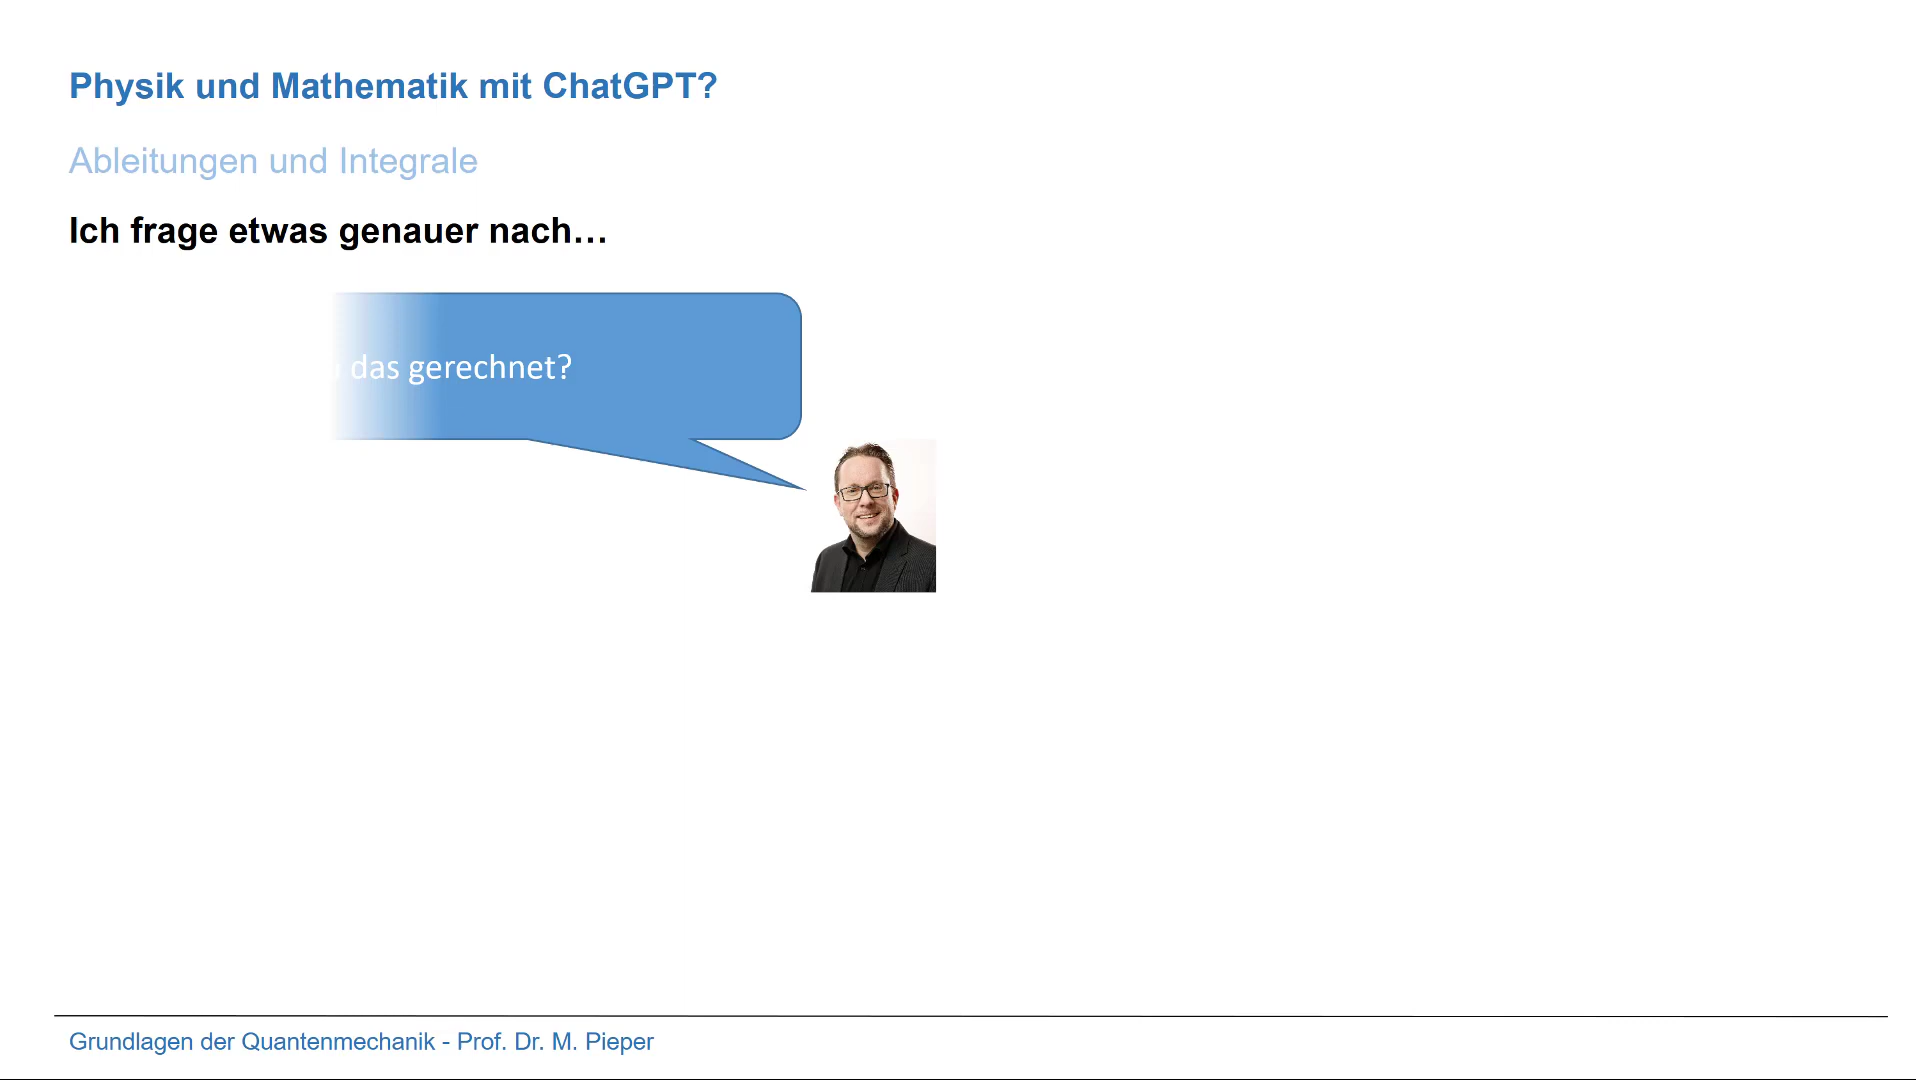 Physik und Mathematik mit ChatGPT?
Ableitungen und Integrale
Ich frage etwas genauer nach…
das gerechnet?
Grundlagen der Quantenmechanik - Prof. Dr. M. Pieper